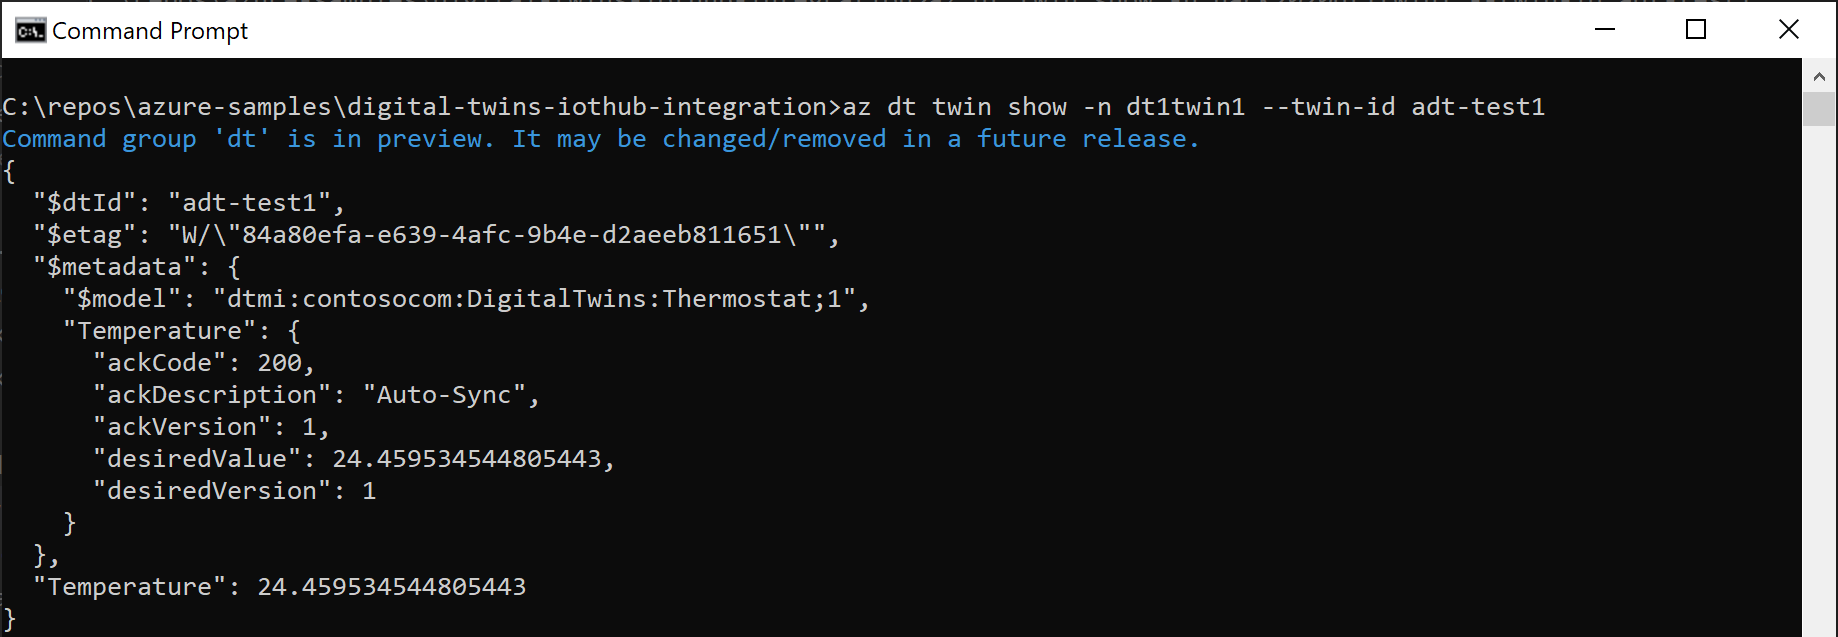 Command Prompt
C:\repos\azure-samples\digital-twins-iothub-integration>az dt twin show -n dt1twin1 --twin-id adt-test1
Command group 'dt' is in preview. It may be changed/removed in a future release.
{
  "$dtId": "adt-test1",
  "$etag": "W/\"84a80efa-e639-4afc-9b4e-d2aeeb811651\"",
  "$metadata": {
    "$model": "dtmi:contosocom:DigitalTwins:Thermostat;1",
    "Temperature": {
      "ackCode": 200,
      "ackDescription": "Auto-Sync",
      "ackVersion": 1,
      "desiredValue": 24.459534544805443,
      "desiredVersion": 1
    }
  },
  "Temperature": 24.459534544805443
}